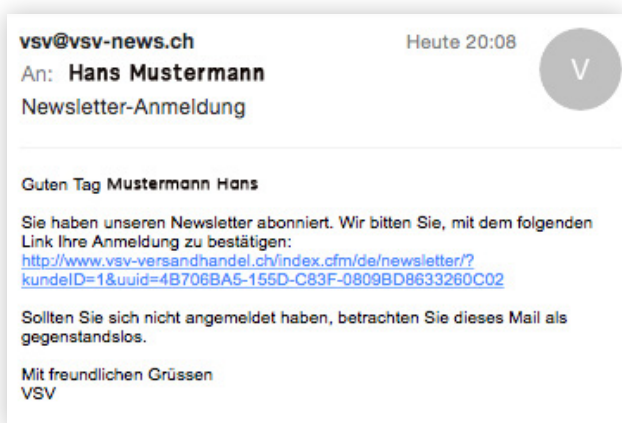 vsv@vsv-news.ch Heute 20:08
V
An: Hans Mustermann
Newsletter-Anmeldung
Guten Tag Mustermann Hans
Sie haben unseren Newsletter abonniert. Wir bitten Sie, mit dem folgenden
Link Ihre Anmeldung zu bestätigen:
http://www.vsv-versandhandel.ch/index.cfm/de/newsletter/?
kundeID=1&uuid=4B706BA5-155D-C83F-0809BD8633260C02
Sollten Sie sich nicht angemeldet haben, betrachten Sie dieses Mail als
gegenstandslos.
Mit freundlichen Grüssen
VSV